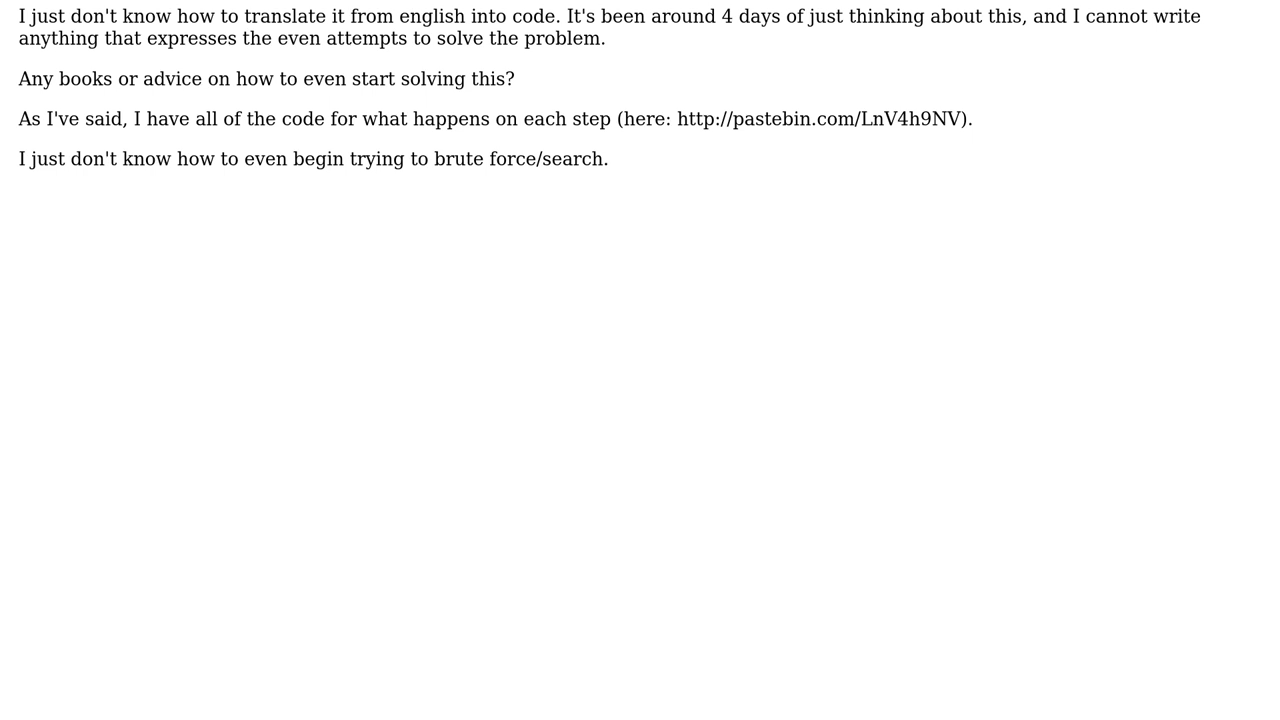 I just don't know how to translate it from english into code. It's been around 4 days of just thinking about this, and I cannot write
anything that expresses the even attempts to solve the problem.
Any books or advice on how to even start solving this?
As I've said, I have all of the code for what happens on each step (here: http://pastebin.com/LnV4h9NV).
I just don't know how to even begin trying to brute force/search.